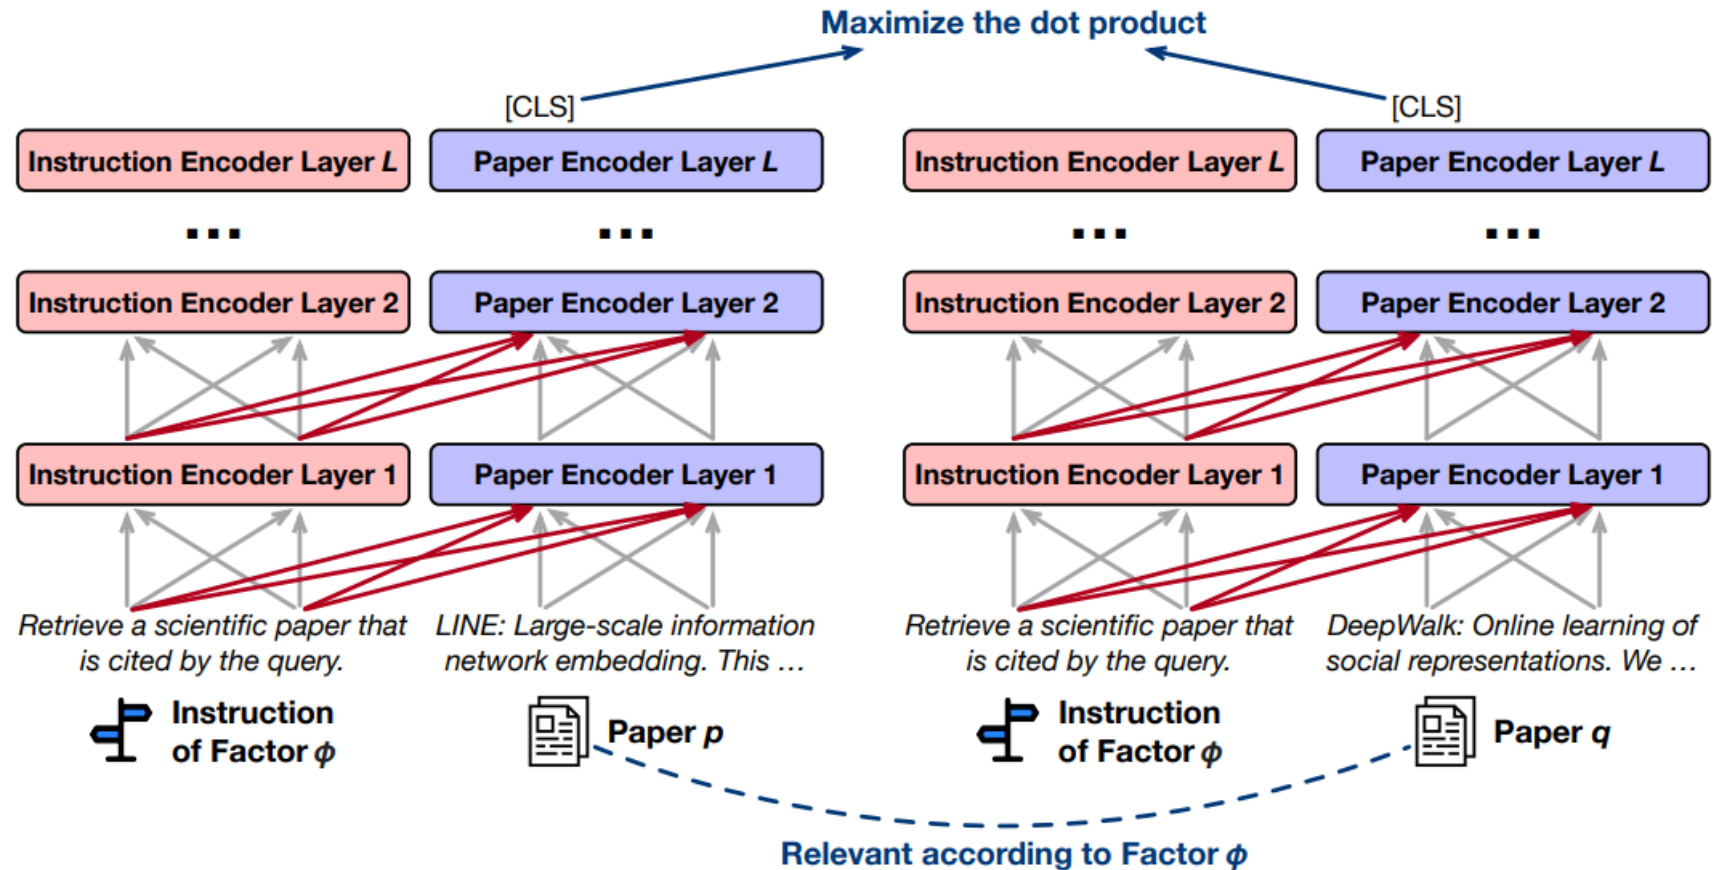 Maximize the dot product
[CLS]
[CLS]
Instruction Encoder Layer L
Paper Encoder Layer L
Instruction Encoder Layer L
Paper Encoder Layer L
...
...
...
...
Instruction Encoder Layer 2
Paper Encoder Layer 2
Instruction Encoder Layer 2
Paper Encoder Layer 2
Instruction Encoder Layer 1
Paper Encoder Layer 1
Instruction Encoder Layer 1
Paper Encoder Layer 1
Retrieve a scientific paper that
is cited by the query.
LINE: Large-scale information
network embedding. This ...
Retrieve a scientific paper that
is cited by the query.
DeepWalk: Online learning of
social representations. We ...
Instruction
of Factor ϕ
Paper p
Instruction
of Factor ϕ
Paper q
Relevant according to Factor ϕ